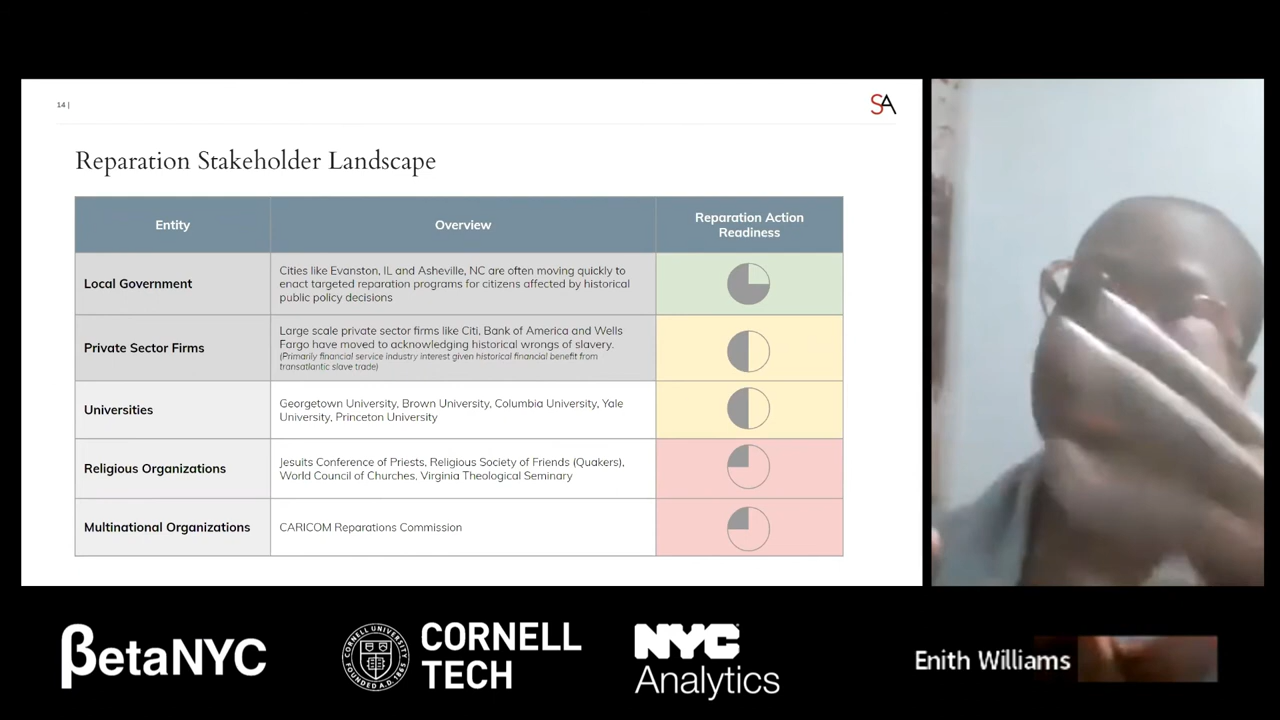 14 |
SA
Reparation Stakeholder Landscape
Entity
Overview
Reparation Action
Readiness
Local Government
Cities like Evanston, IL and Asheville, NC are often moving quickly to
enact targeted reparation programs for citizens affected by historical
public policy decisions
Private Sector Firms
Large scale private sector firms like Citi, Bank of America and Wells
Fargo have moved to acknowledging historical wrongs of slavery.
(Primarily financial service industry interest given historical financial benefit from
transatlantic slave trade)
Universities
Georgetown University, Brown University, Columbia University, Yale
University, Princeton University
Religious Organizations
Jesuits Conference of Priests, Religious Society of Friends (Quakers),
World Council of Churches, Virginia Theological Seminary
Multinational Organizations
CARICOM Reparations Commission
βetaNYC
CORNELL UNIVERSITY
FOUNDED A.D. 1865
CORNELL
TECH
NYC
Analytics
Enith Williams